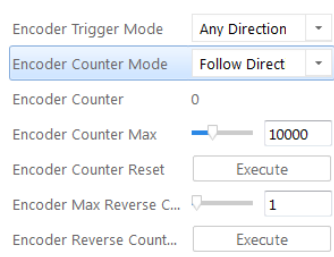 Encoder Trigger Mode Any Direction
Encoder Counter Mode Follow Direct
Encoder Counter 0
Encoder Counter Max 10000
Encoder Counter Reset Execute
Encoder Max Reverse C... 1
Encoder Reverse Count... Execute